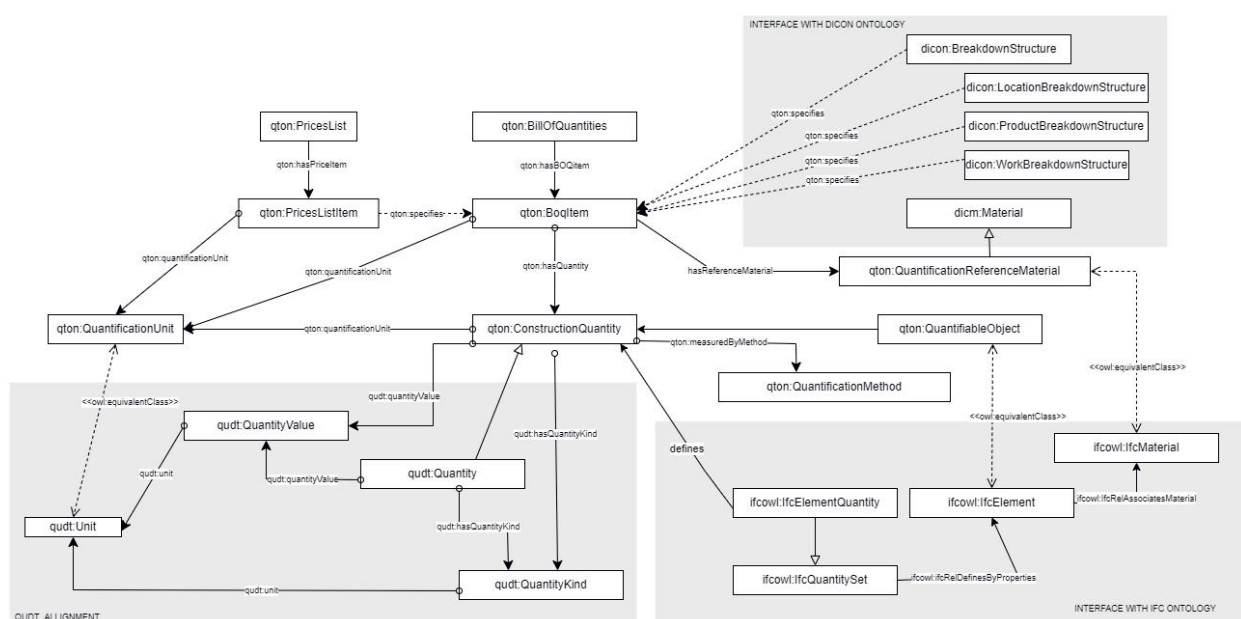 INTERFACE WITH DICON ONTOLOGY
dicon:BreakdownStructure
dicon:LocationBreakdownStructure
qton:specifies
qton:PricesList
qton:BillOfQuantities
dicon:ProductBreakdownStructure
qton:specifies
qton:hasPriceItem
qton:hasBOQitem
qton:specifies
dicon:WorkBreakdownStructure
qton:specifies
qton:PricesListItem
qton:specifies
qton:BoqItem
dicm:Material
qton:quantificationUnit
qton:quantificationUnit
qton:hasQuantity
hasReferenceMaterial
qton:QuantificationReferenceMaterial
qton:QuantificationUnit
qton:quantificationUnit
qton:ConstructionQuantity
qton:QuantifiableObject
qton:measuredByMethod
<<owl:equivalentClass>>
qton:QuantificationMethod
<<owl:equivalentClass>>
qudt:quantityValue
<<owl:equivalentClass>>
qudt:QuantityValue
qudt:hasQuantityKind
defines
ifcowl:IfcMaterial
qudt:unit
qudt:quantityValue
qudt:Quantity
ifcowl:IfcElementQuantity
ifcowl:IfcElement
ifcowl:IfcRelAssociatesMaterial
qudt:Unit
qudt:hasQuantityKind
qudt:unit
qudt:QuantityKind
ifcowl:IfcQuantitySet
ifcowl:ifcRelDefinesByProperties
QUDT ALLIGNMENT
INTERFACE WITH IFC ONTOLOGY